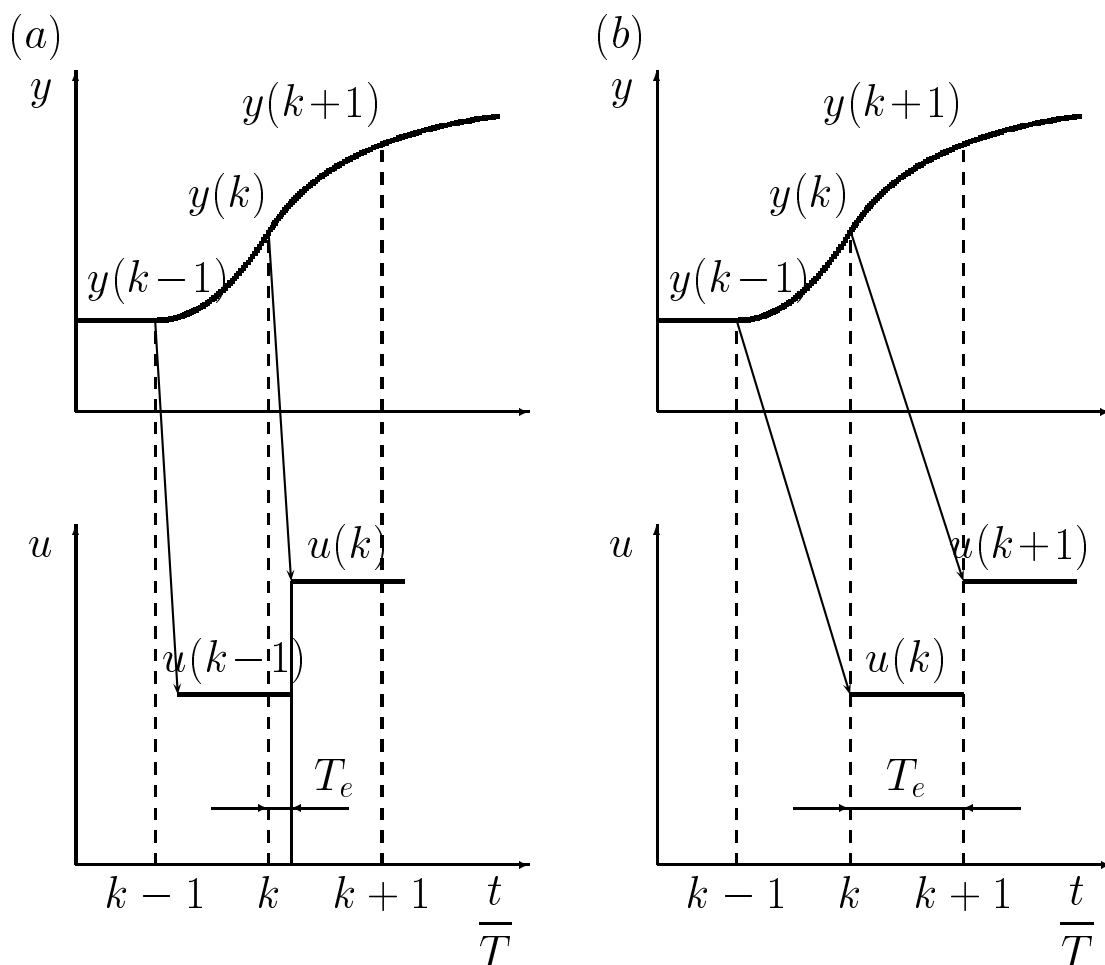 (a)
y
y(k+1)
y(k)
y(k−1)
u
u(k)
u(k−1)
T_e
k − 1 k k + 1 t/T
(b)
y
y(k+1)
y(k)
y(k−1)
u
u(k+1)
u(k)
T_e
k − 1 k k + 1 t/T